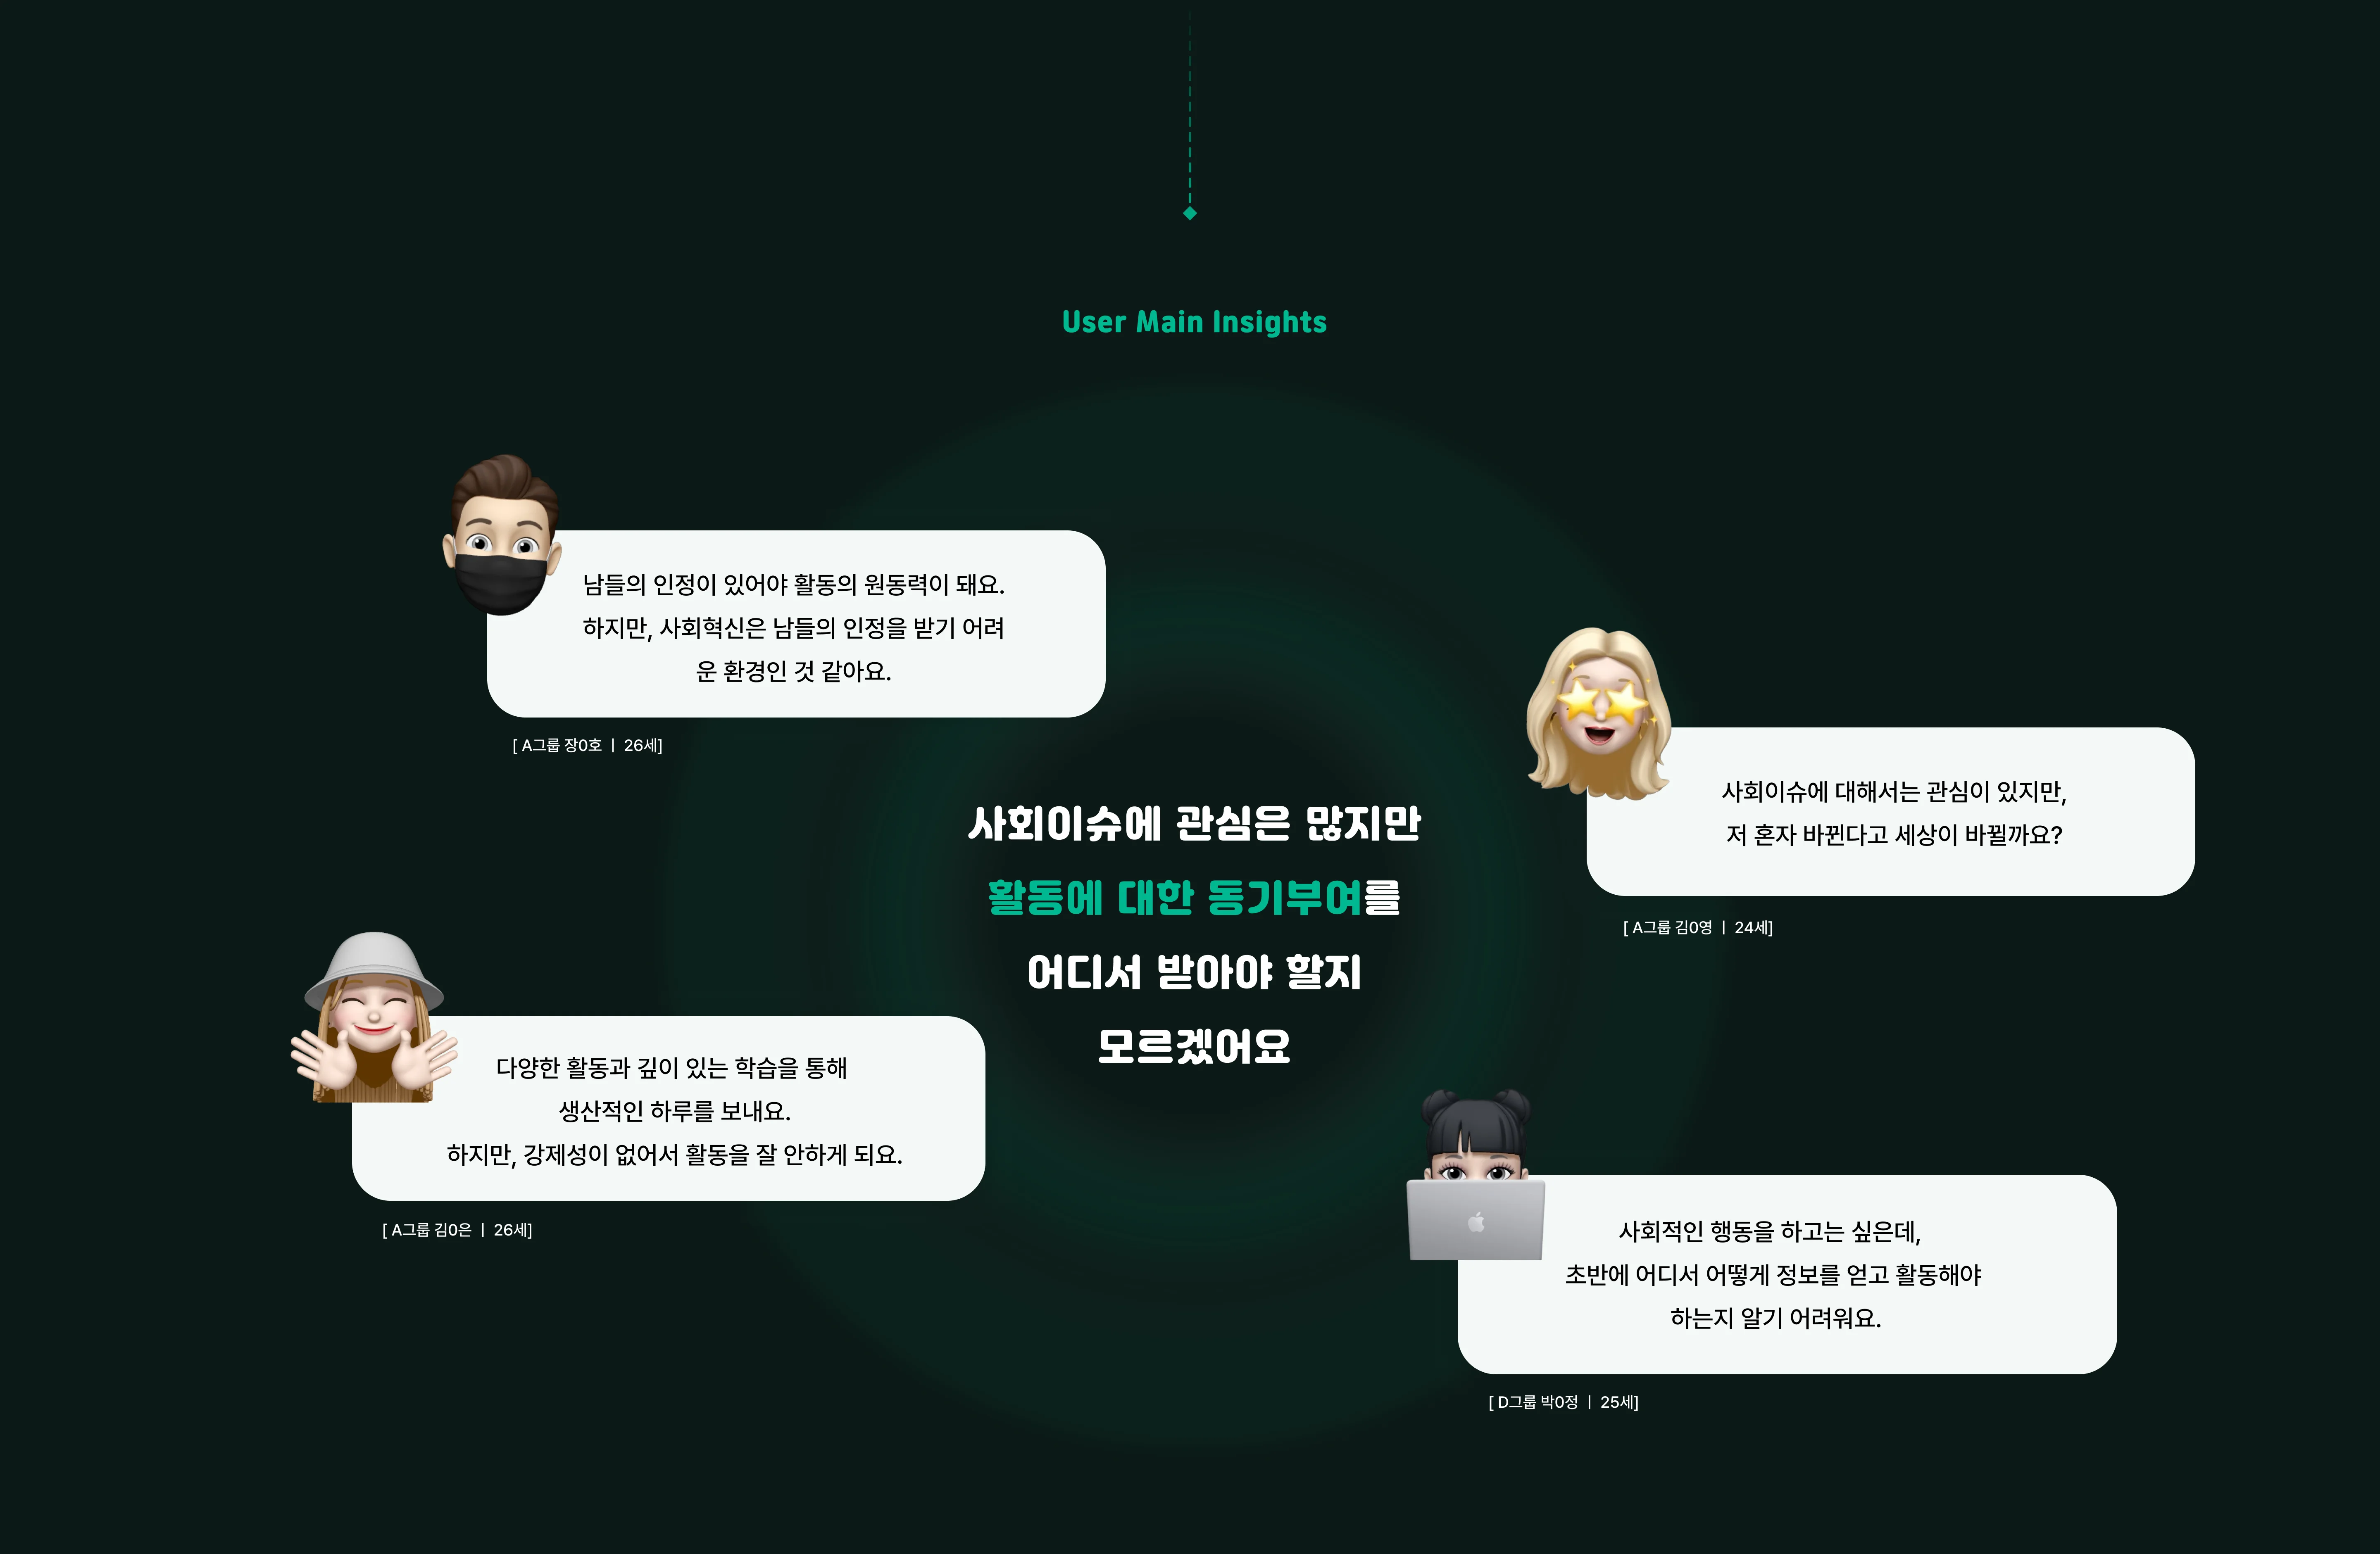 User Main Insights
남들의 인정이 있어야 활동의 원동력이 돼요.
하지만, 사회혁신은 남들의 인정을 받기 어려
운 환경인 것 같아요.
[ A그룹 장0호 ㅣ 26세]
사회이슈에 대해서는 관심이 있지만,
저 혼자 바뀐다고 세상이 바뀔까요?
[ A그룹 김0영 ㅣ 24세]
사회이슈에 관심은 많지만
활동에 대한 동기부여를
어디서 받아야 할지
모르겠어요
다양한 활동과 깊이 있는 학습을 통해
생산적인 하루를 보내요.
하지만, 강제성이 없어서 활동을 잘 안하게 되요.
[ A그룹 김0은 ㅣ 26세]
사회적인 행동을 하고는 싶은데,
초반에 어디서 어떻게 정보를 얻고 활동해야
하는지 알기 어려워요.
[ D그룹 박0정 ㅣ 25세]